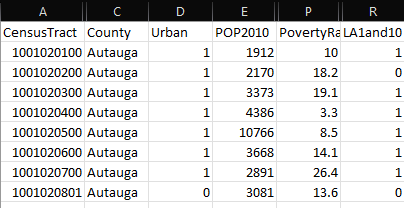 A C D E P R
CensusTract County Urban POP2010 PovertyRa LA1and10
1001020100 Autauga 1 1912 10 1
1001020200 Autauga 1 2170 18.2 0
1001020300 Autauga 1 3373 19.1 1
1001020400 Autauga 1 4386 3.3 1
1001020500 Autauga 1 10766 8.5 1
1001020600 Autauga 1 3668 14.1 1
1001020700 Autauga 1 2891 26.4 1
1001020801 Autauga 0 3081 13.6 0